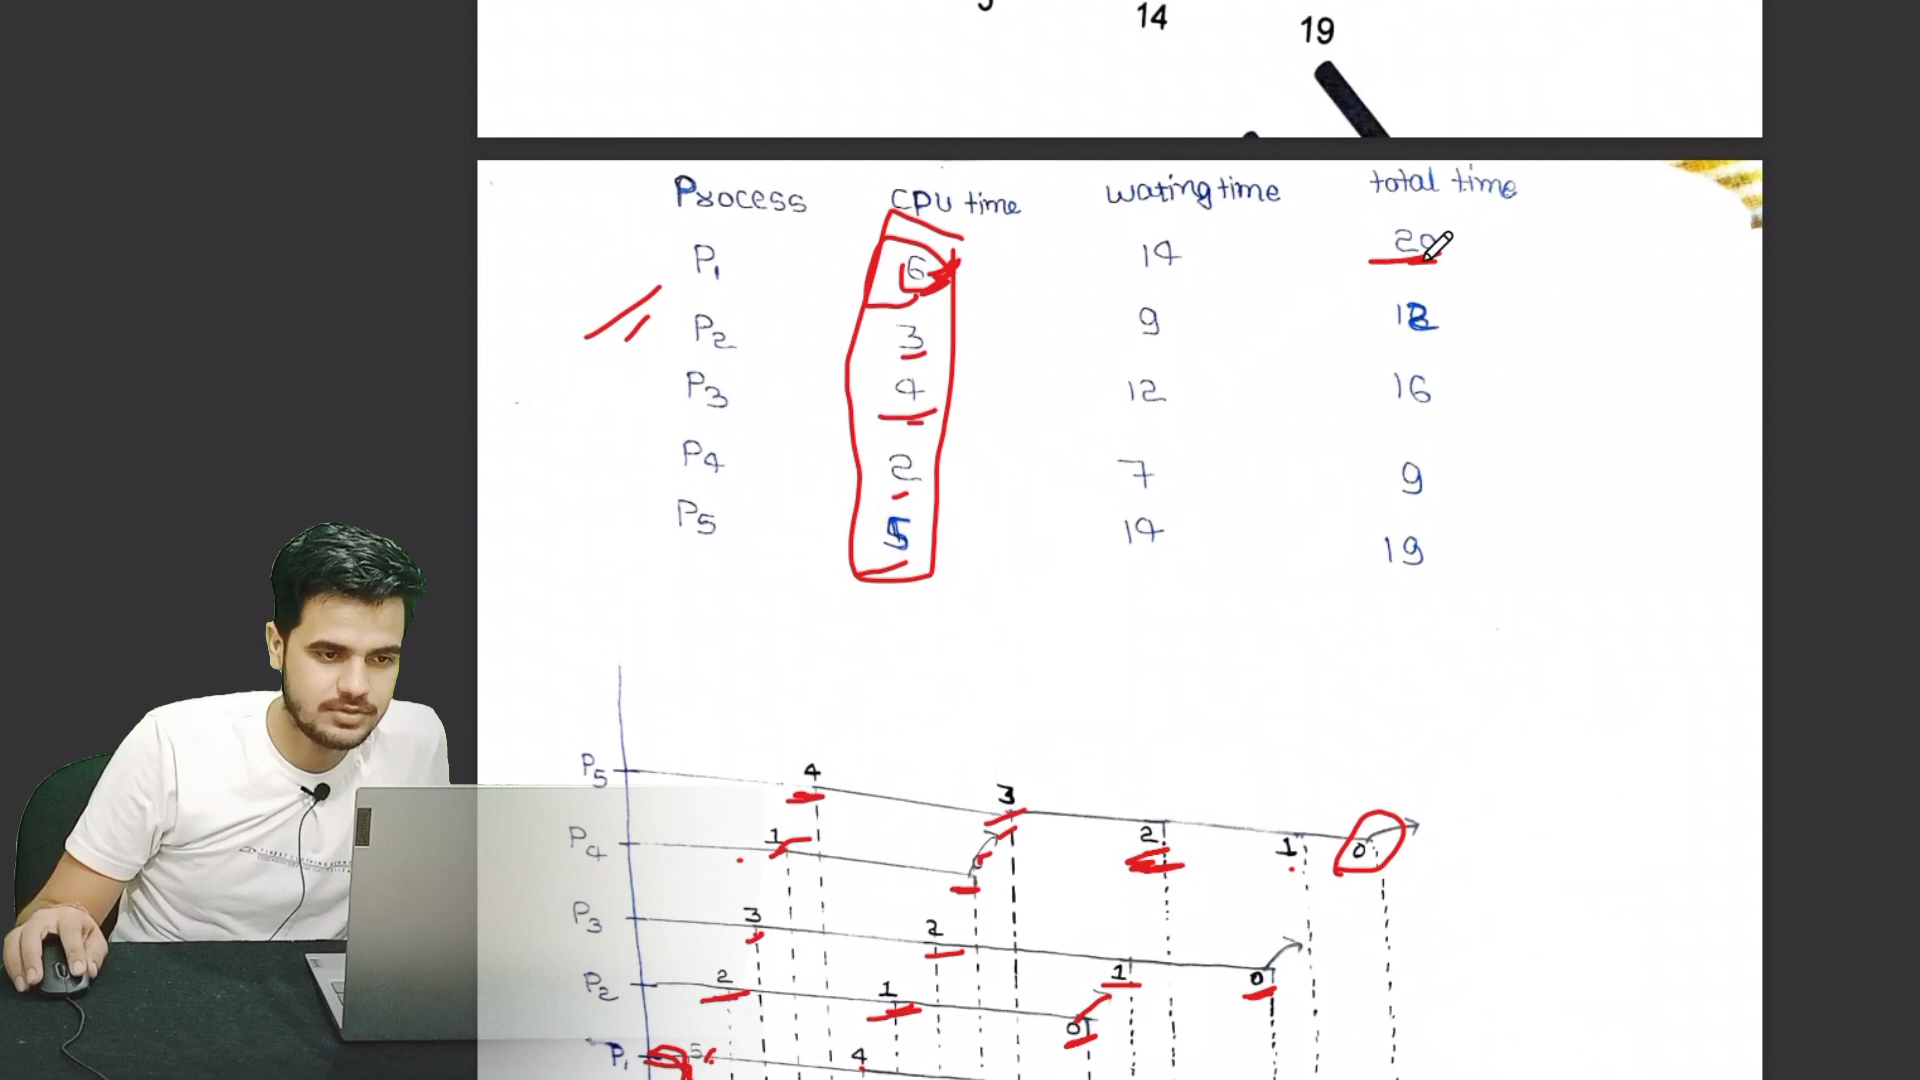 14
19
Process CPU time wating time total time
P1 6 14 20
P2 3 9 12
P3 4 12 16
P4 2 7 9
P5 5 14 19
P5 4 3 2 1 0
P4 1
P3 3 2 1 0
P2 2 1 0
P1 5 4